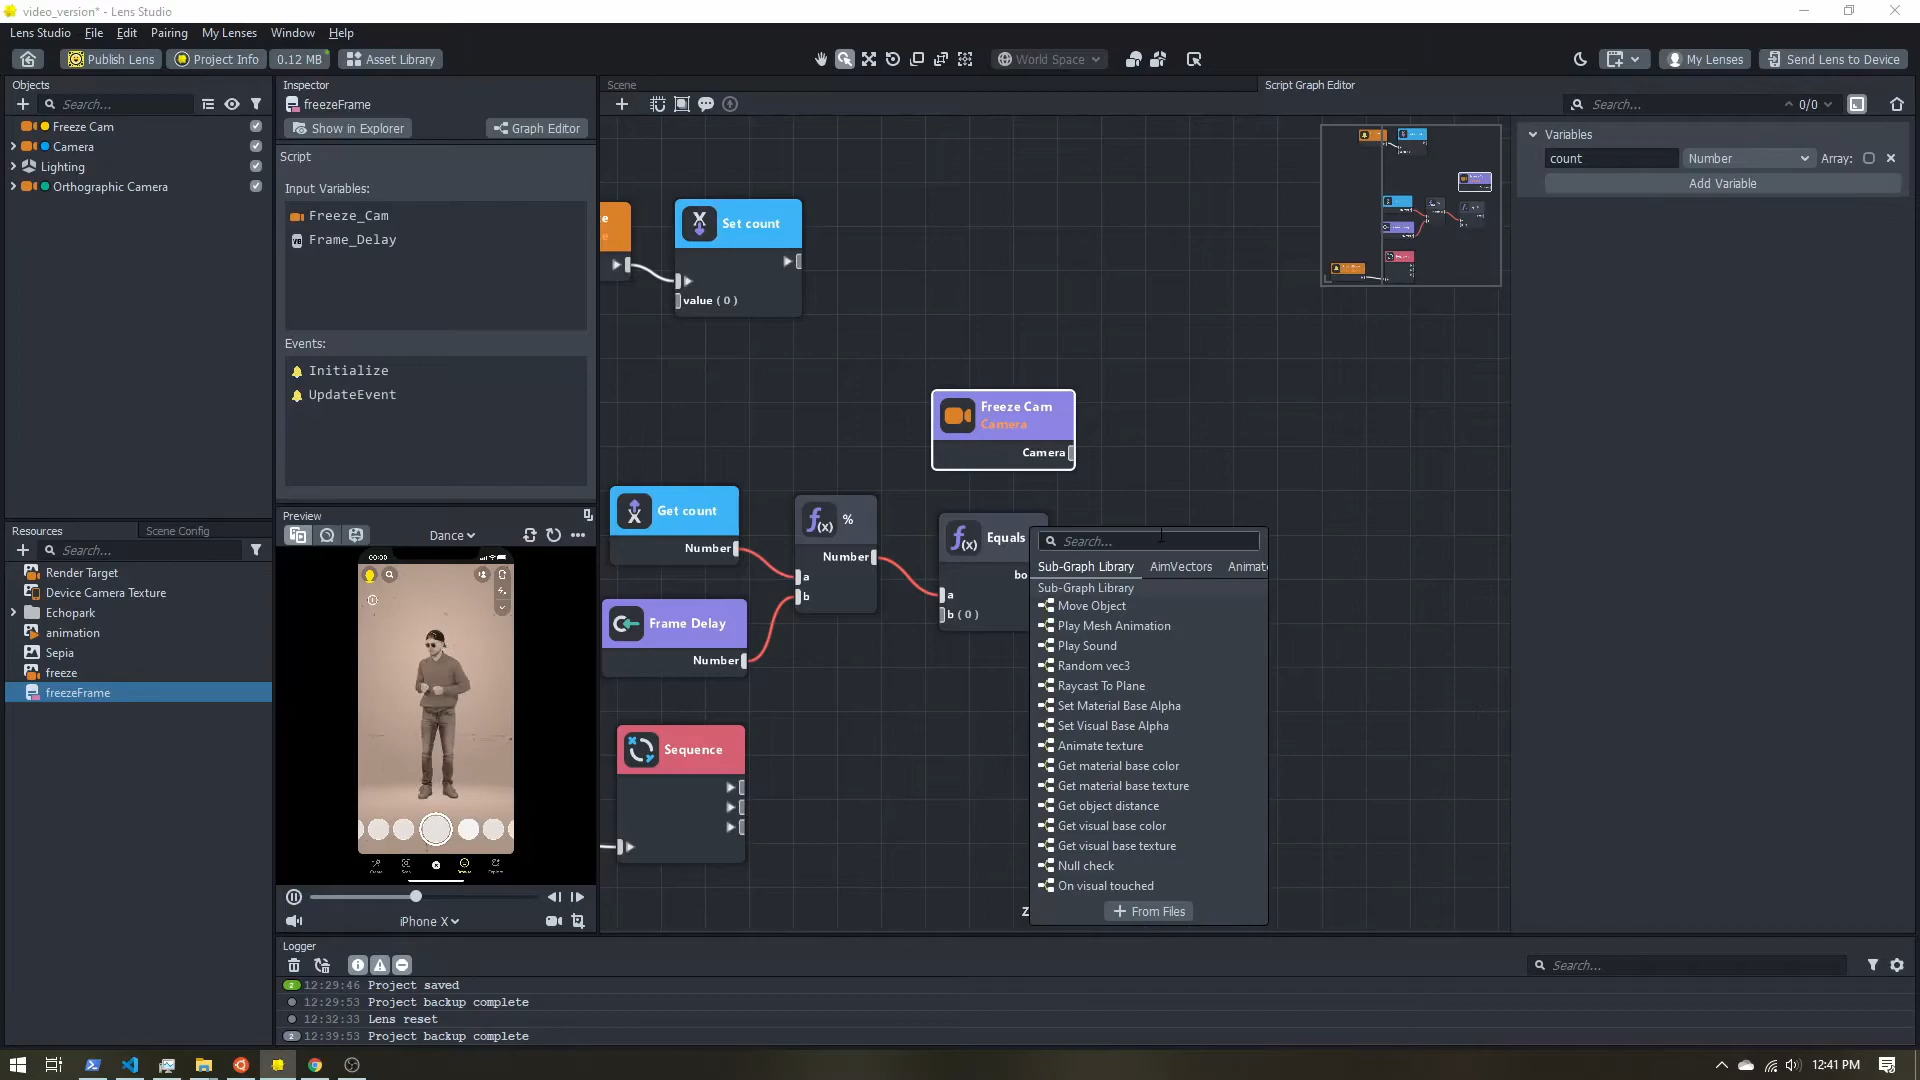 video_version* - Lens Studio
Lens Studio File Edit Pairing My Lenses Window Help
Publish Lens Project Info 0.12 MB Asset Library World Space My Lenses Send Lens to Device
Objects
Search...
Freeze Cam
Camera
Lighting
Orthographic Camera
Resources Scene Config
Search...
Render Target
Device Camera Texture
Echopark
animation
Sepia
freeze
freezeFrame
Inspector
freezeFrame
Show in Explorer Graph Editor
Script
Input Variables:
Freeze_Cam
Frame_Delay
Events:
Initialize
UpdateEvent
Preview
Dance
00:00
iPhone X
Scene Script Graph Editor
Search... 0/0
Set count
value ( 0 )
Freeze Cam
Camera
Camera
Get count
Number
%
Number
a
b
Frame Delay
Number
Equals
bo
a
b ( 0 )
Sequence
Z
Search...
Sub-Graph Library AimVectors Animate
Sub-Graph Library
Move Object
Play Mesh Animation
Play Sound
Random vec3
Raycast To Plane
Set Material Base Alpha
Set Visual Base Alpha
Animate texture
Get material base color
Get material base texture
Get object distance
Get visual base color
Get visual base texture
Null check
On visual touched
+ From Files
Variables
count Number Array:
Add Variable
Logger
Search...
2 12:29:46 Project saved
12:29:53 Project backup complete
12:32:33 Lens reset
2 12:39:53 Project backup complete
12:41 PM